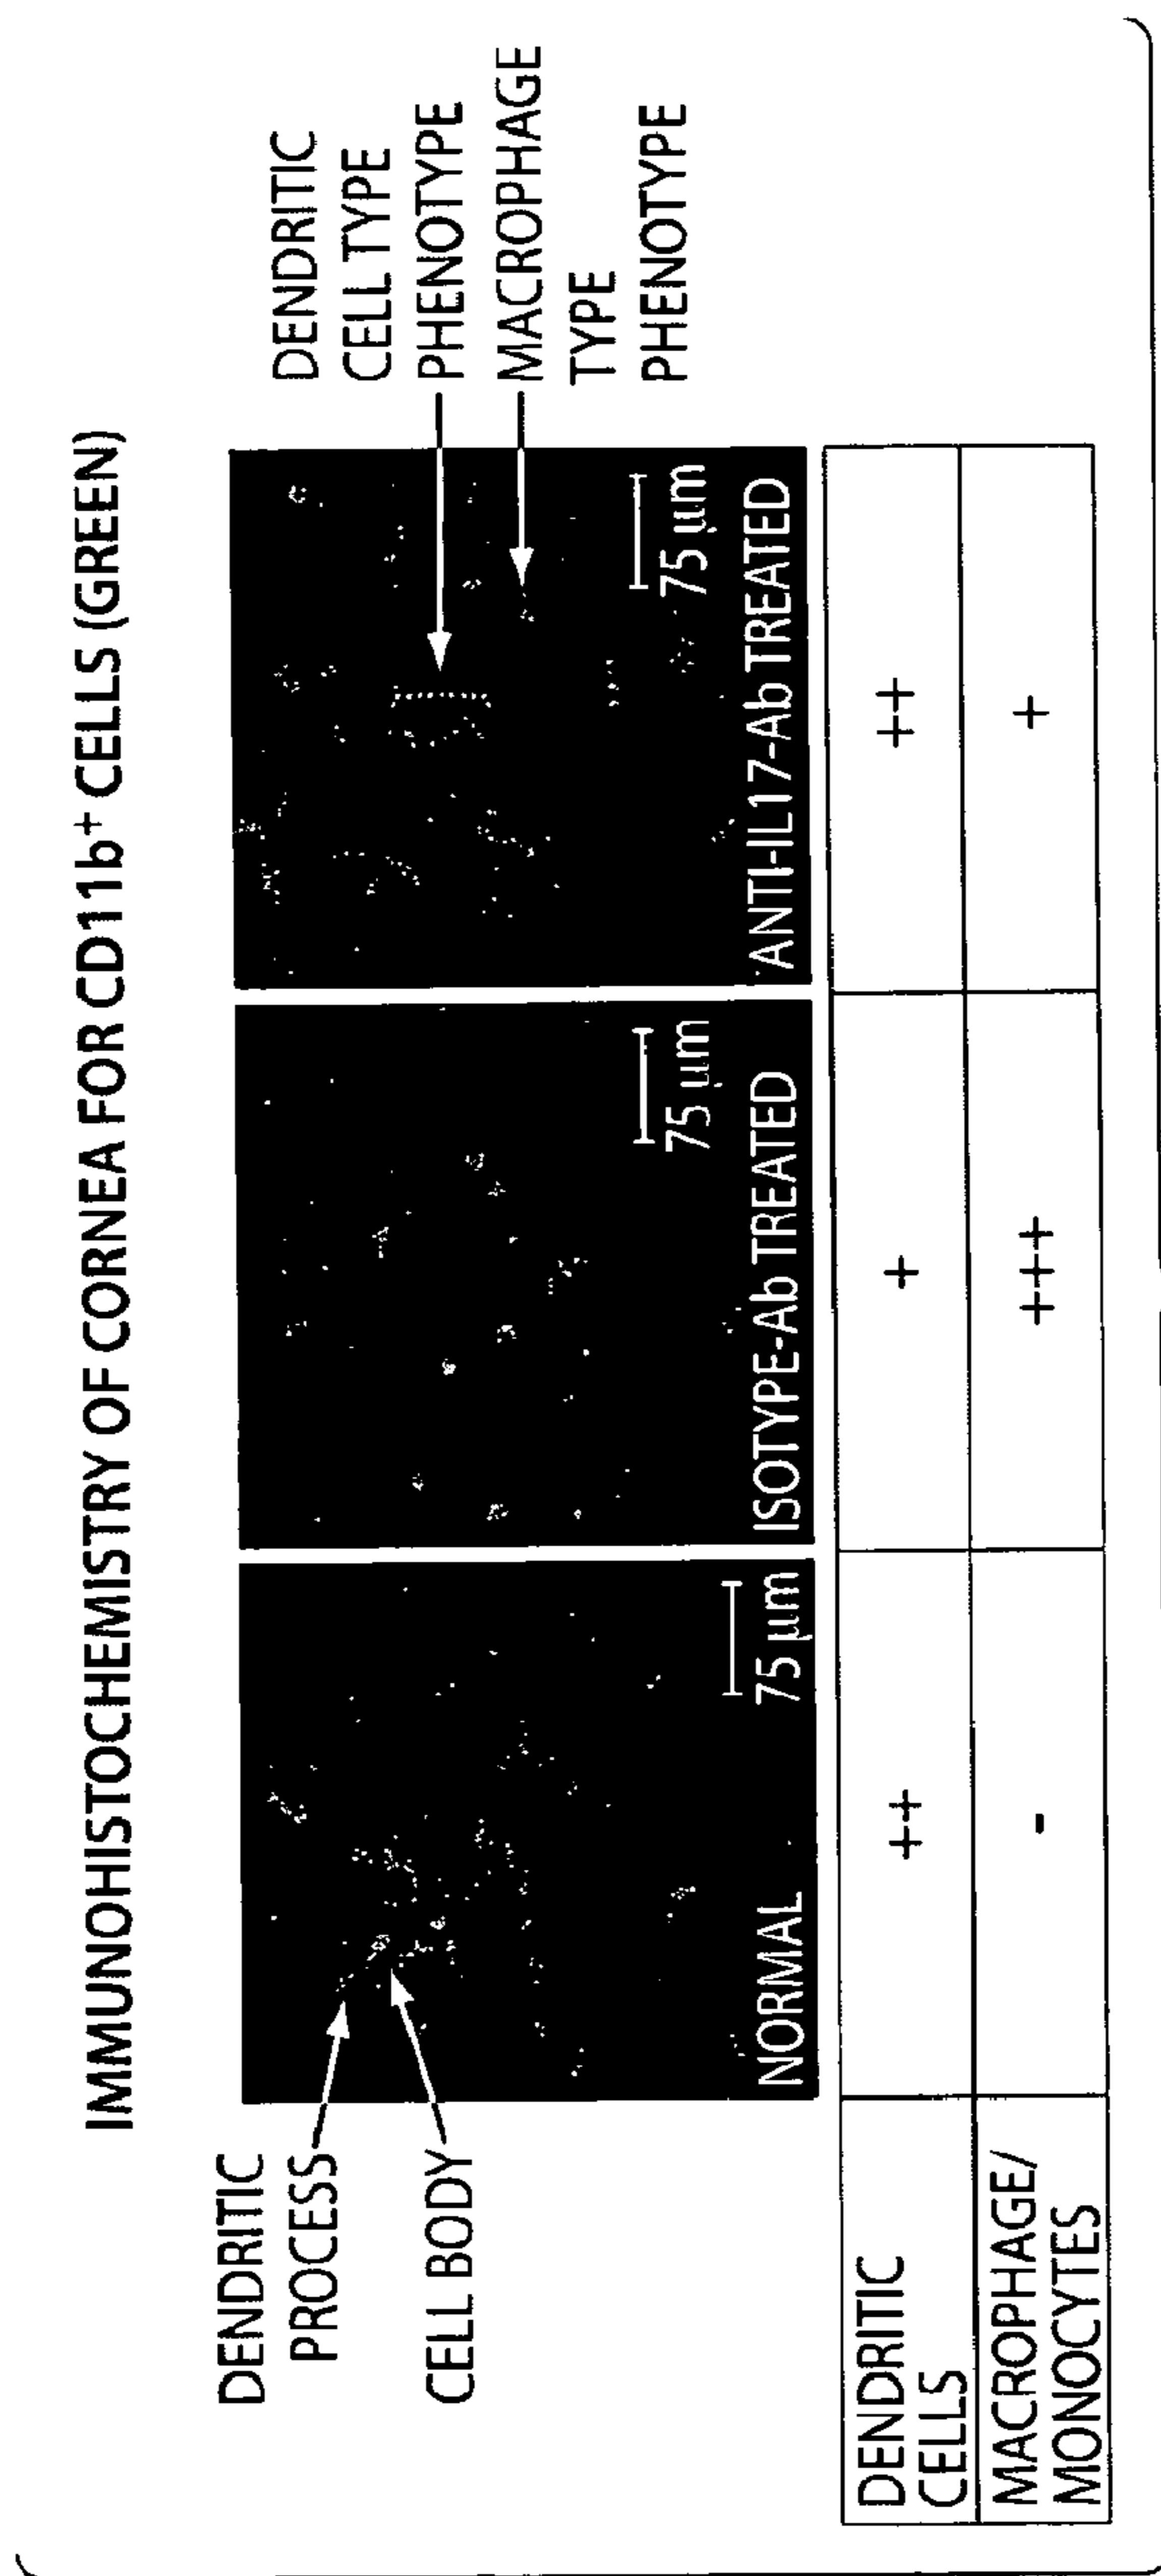 IMMUNOHISTOCHEMISTRY OF CORNEA FOR CD11b+ CELLS (GREEN)
DENDRITIC
PROCESS
CELL BODY
NORMAL
75 µm
ISOTYPE-Ab TREATED
75 µm
ANTI-IL17-Ab TREATED
75 µm
DENDRITIC
CELL TYPE
PHENOTYPE
MACROPHAGE
TYPE
PHENOTYPE
DENDRITIC
CELLS
++
+
++
MACROPHAGE/
MONOCYTES
-
+++
+